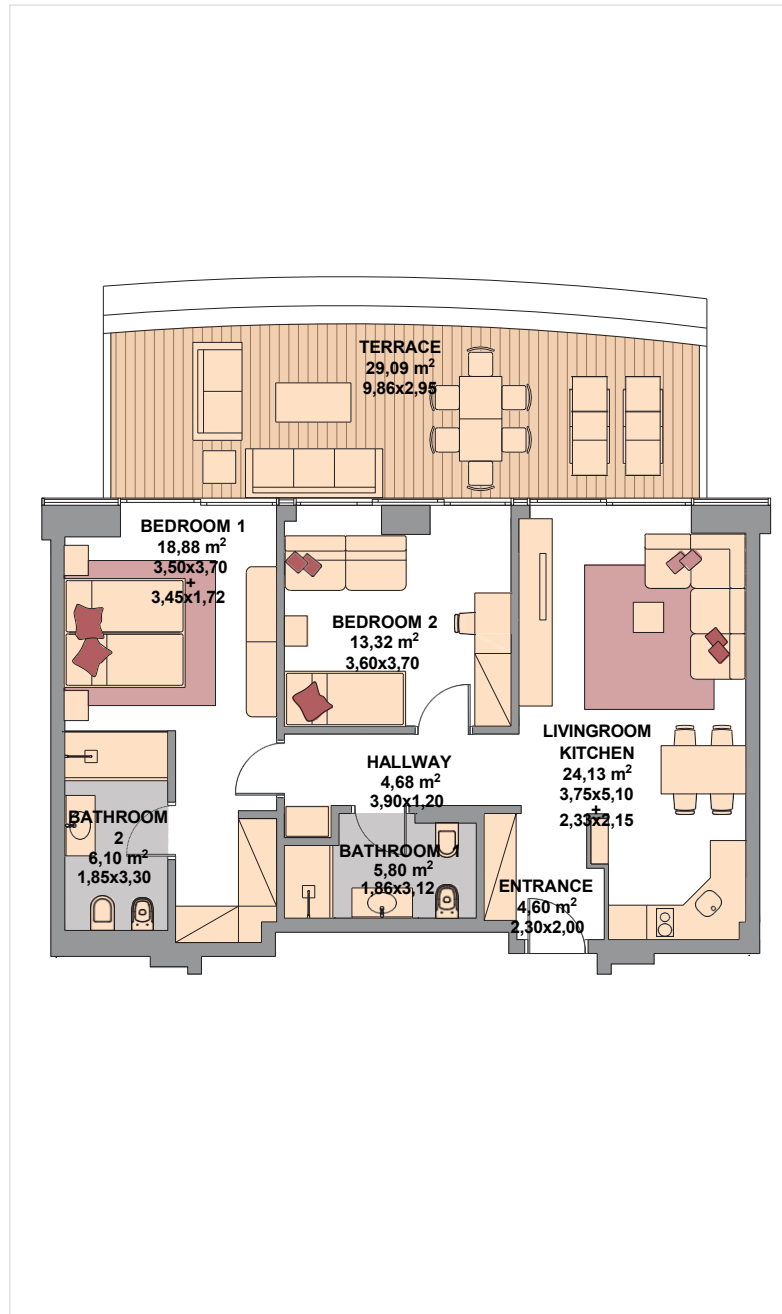 TERRACE
29,09 m²
9,86x2,95
BEDROOM 1
18,88 m²
3,50x3,70
+
3,45x1,72
BEDROOM 2
13,32 m²
3,60x3,70
LIVINGROOM
KITCHEN
24,13 m²
3,75x5,10
+
2,33x2,15
HALLWAY
4,68 m²
3,90x1,20
BATHROOM
2
6,10 m²
1,85x3,30
BATHROOM 1
5,80 m²
1,86x3,12
ENTRANCE
4,60 m²
2,30x2,00